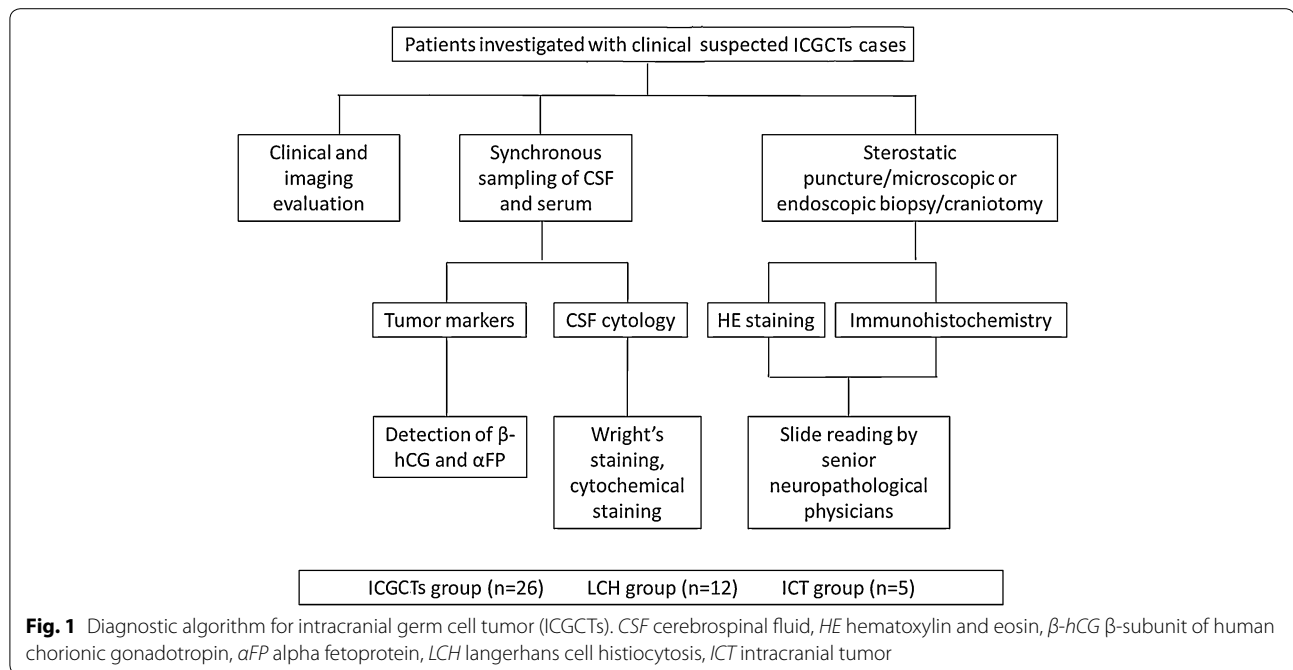 Patients investigated with clinical suspected ICGCTs cases
Clinical and
imaging
evaluation
Synchronous
sampling of CSF
and serum
Sterostatic
puncture/microscopic or
endoscopic biopsy/craniotomy
Tumor markers
CSF cytology
HE staining
Immunohistochemistry
Detection of β-
hCG and αFP
Wright's
staining,
cytochemical
staining
Slide reading by
senior
neuropathological
physicians
ICGCTs group (n=26) LCH group (n=12) ICT group (n=5)
Fig. 1 Diagnostic algorithm for intracranial germ cell tumor (ICGCTs). CSF cerebrospinal fluid, HE hematoxylin and eosin, β-hCG β-subunit of human
chorionic gonadotropin, αFP alpha fetoprotein, LCH langerhans cell histiocytosis, ICT intracranial tumor